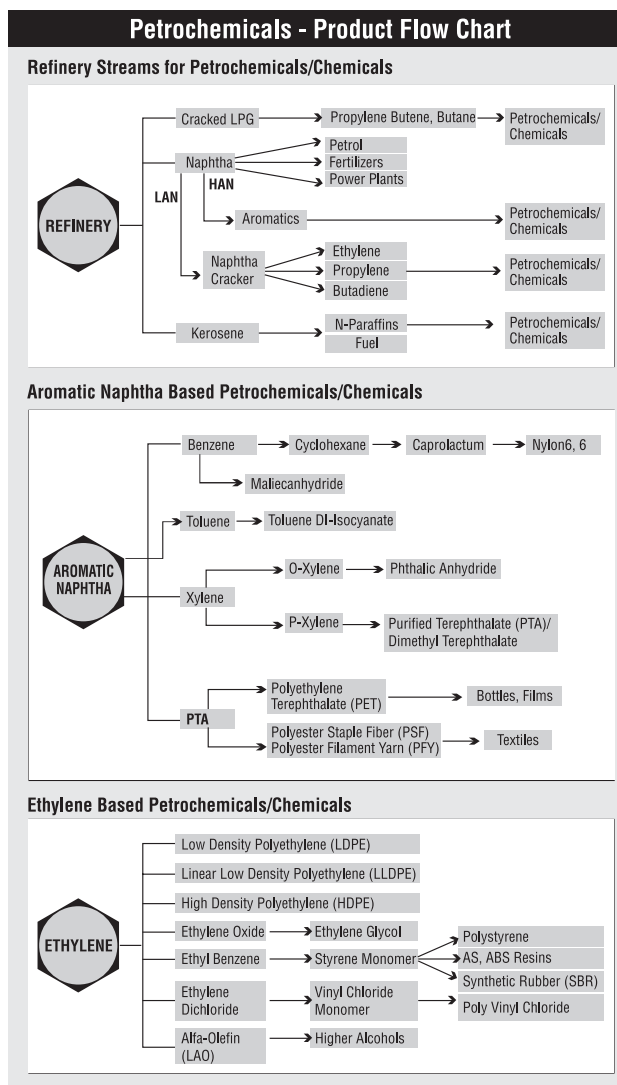 Petrochemicals - Product Flow Chart
Refinery Streams for Petrochemicals/Chemicals
REFINERY
Cracked LPG
Propylene Butene, Butane
Petrochemicals/
Chemicals
Naphtha
Petrol
Fertilizers
Power Plants
LAN
HAN
Aromatics
Petrochemicals/
Chemicals
Naphtha
Cracker
Ethylene
Propylene
Butadiene
Petrochemicals/
Chemicals
Kerosene
N-Paraffins
Fuel
Petrochemicals/
Chemicals
Aromatic Naphtha Based Petrochemicals/Chemicals
AROMATIC
NAPHTHA
Benzene
Cyclohexane
Caprolactum
Nylon6, 6
Maliecanhydride
Toluene
Toluene DI-Isocyanate
Xylene
O-Xylene
Phthalic Anhydride
P-Xylene
Purified Terephthalate (PTA)/
Dimethyl Terephthalate
PTA
Polyethylene
Terephthalate (PET)
Bottles, Films
Polyester Staple Fiber (PSF)
Polyester Filament Yarn (PFY)
Textiles
Ethylene Based Petrochemicals/Chemicals
ETHYLENE
Low Density Polyethylene (LDPE)
Linear Low Density Polyethylene (LLDPE)
High Density Polyethylene (HDPE)
Ethylene Oxide
Ethylene Glycol
Ethyl Benzene
Styrene Monomer
Polystyrene
AS, ABS Resins
Synthetic Rubber (SBR)
Ethylene
Dichloride
Vinyl Chloride
Monomer
Poly Vinyl Chloride
Alfa-Olefin
(LAO)
Higher Alcohols